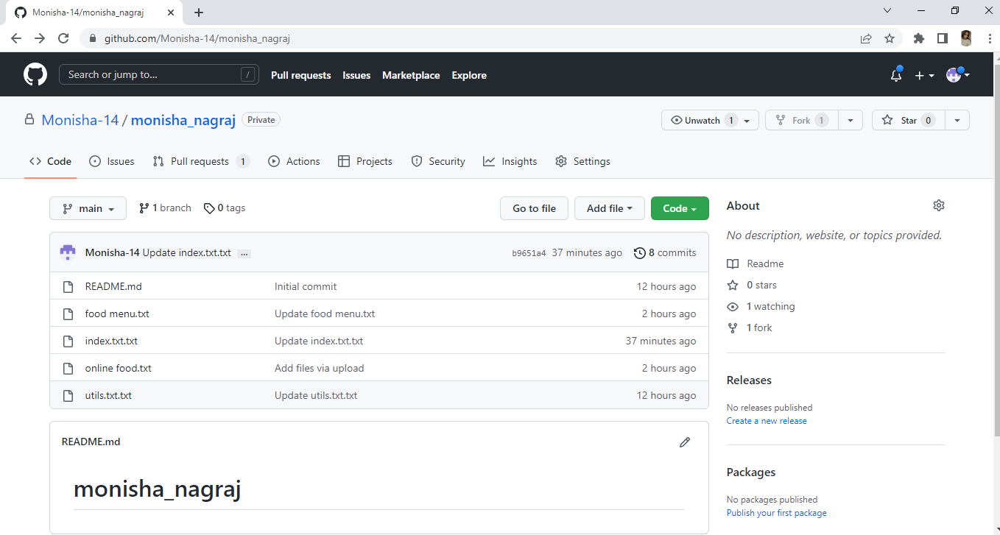 Monisha-14/monisha_nagraj
github.com/Monisha-14/monisha_nagraj
Search or jump to... / Pull requests Issues Marketplace Explore
Monisha-14 / monisha_nagraj Private Unwatch 1 Fork 1 Star 0
<> Code Issues Pull requests 1 Actions Projects Security Insights Settings
main 1 branch 0 tags Go to file Add file Code
Monisha-14 Update index.txt.txt ... b9651a4 37 minutes ago 8 commits
README.md Initial commit 12 hours ago
food menu.txt Update food menu.txt 2 hours ago
index.txt.txt Update index.txt.txt 37 minutes ago
online food.txt Add files via upload 2 hours ago
utils.txt.txt Update utils.txt.txt 12 hours ago
README.md
monisha_nagraj
About
No description, website, or topics provided.
Readme
0 stars
1 watching
1 fork
Releases
No releases published
Create a new release
Packages
No packages published
Publish your first package